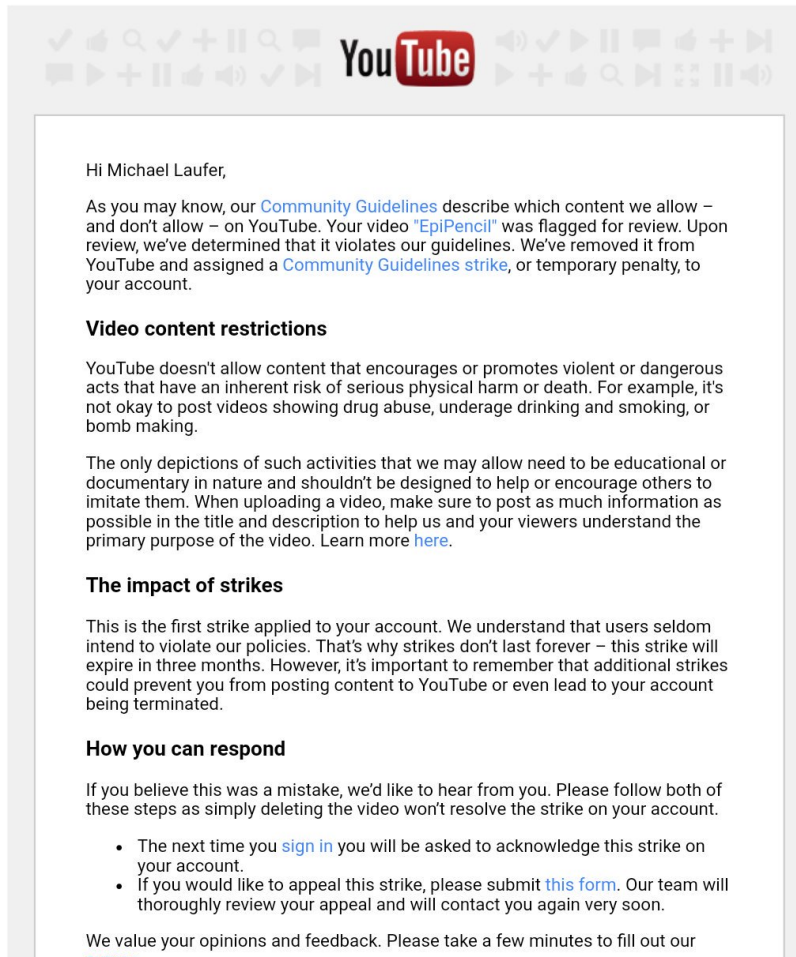 YouTube
Hi Michael Laufer,
As you may know, our Community Guidelines describe which content we allow –
and don’t allow – on YouTube. Your video "EpiPencil" was flagged for review. Upon
review, we’ve determined that it violates our guidelines. We’ve removed it from
YouTube and assigned a Community Guidelines strike, or temporary penalty, to
your account.
Video content restrictions
YouTube doesn't allow content that encourages or promotes violent or dangerous
acts that have an inherent risk of serious physical harm or death. For example, it's
not okay to post videos showing drug abuse, underage drinking and smoking, or
bomb making.
The only depictions of such activities that we may allow need to be educational or
documentary in nature and shouldn’t be designed to help or encourage others to
imitate them. When uploading a video, make sure to post as much information as
possible in the title and description to help us and your viewers understand the
primary purpose of the video. Learn more here.
The impact of strikes
This is the first strike applied to your account. We understand that users seldom
intend to violate our policies. That’s why strikes don’t last forever – this strike will
expire in three months. However, it’s important to remember that additional strikes
could prevent you from posting content to YouTube or even lead to your account
being terminated.
How you can respond
If you believe this was a mistake, we’d like to hear from you. Please follow both of
these steps as simply deleting the video won’t resolve the strike on your account.
• The next time you sign in you will be asked to acknowledge this strike on
your account.
• If you would like to appeal this strike, please submit this form. Our team will
thoroughly review your appeal and will contact you again very soon.
We value your opinions and feedback. Please take a few minutes to fill out our